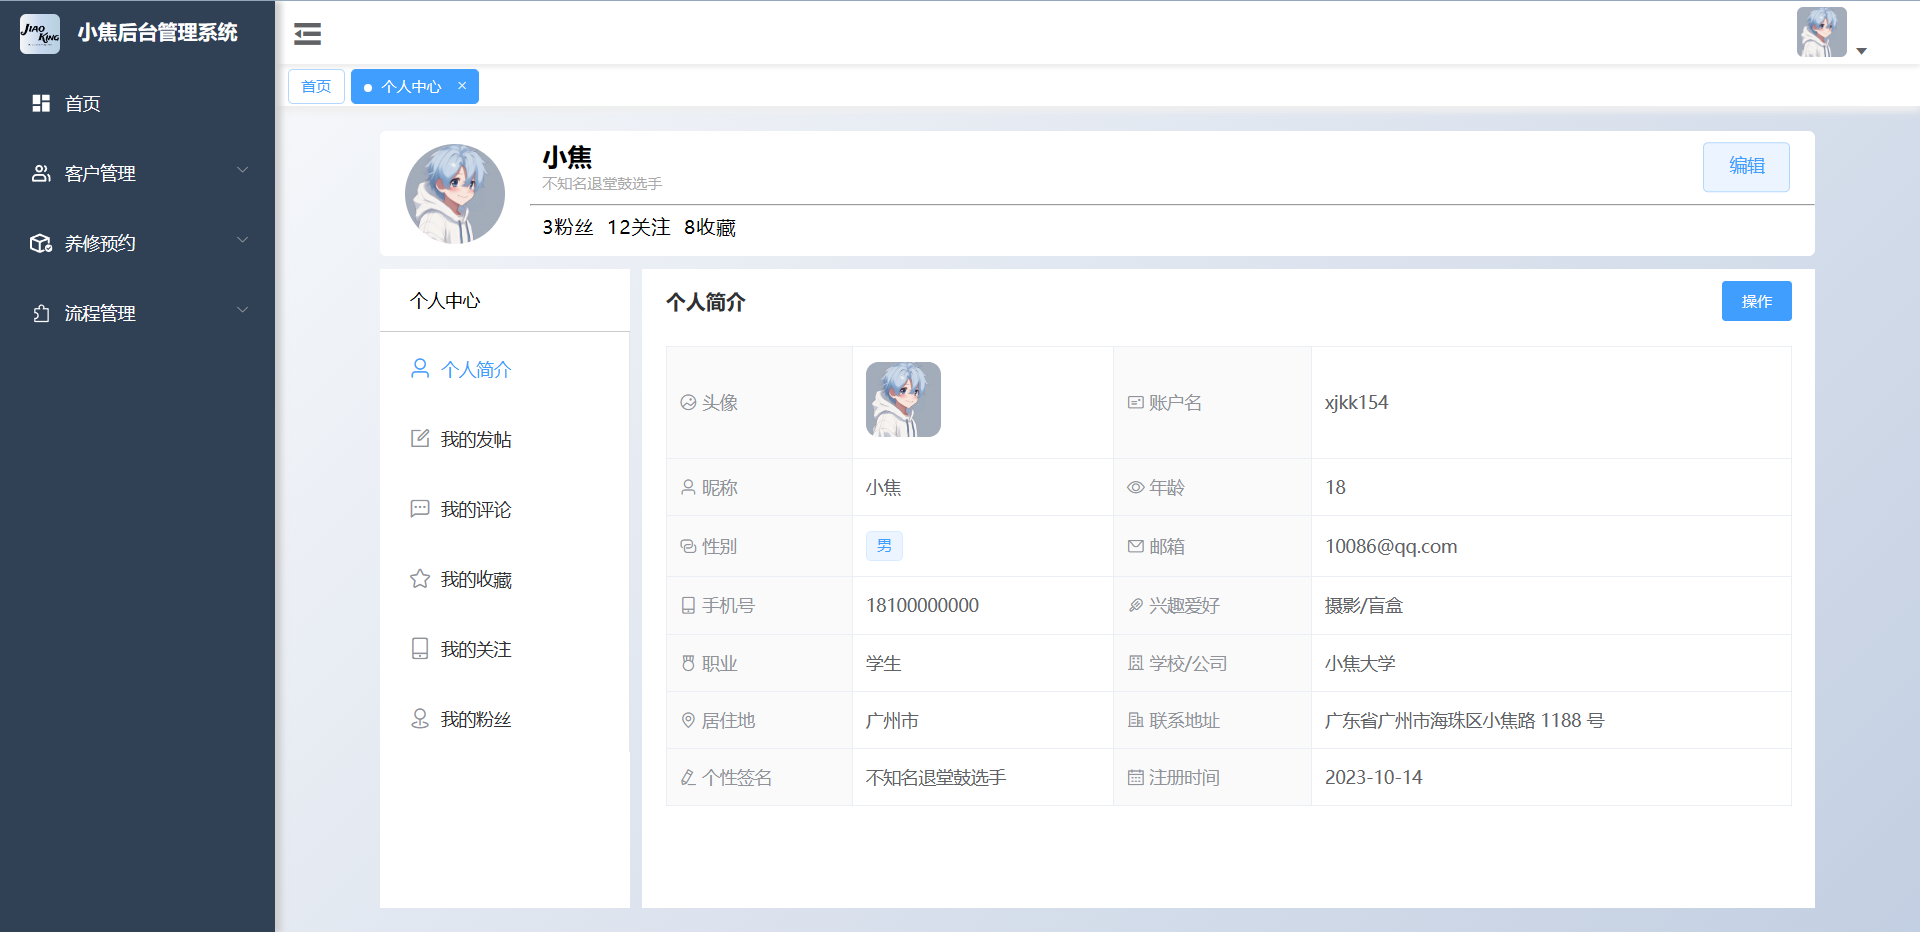 JIAO KING
小焦后台管理系统
首页
客户管理
养修预约
流程管理
首页
个人中心 ×
小焦
不知名退堂鼓选手
编辑
3粉丝 12关注 8收藏
个人中心
个人简介
我的发帖
我的评论
我的收藏
我的关注
我的粉丝
个人简介
操作
头像
账户名 xjkk154
昵称 小焦 年龄 18
性别 男 邮箱 10086@qq.com
手机号 18100000000 兴趣爱好 摄影/盲盒
职业 学生 学校/公司 小焦大学
居住地 广州市 联系地址 广东省广州市海珠区小焦路 1188 号
个性签名 不知名退堂鼓选手 注册时间 2023-10-14